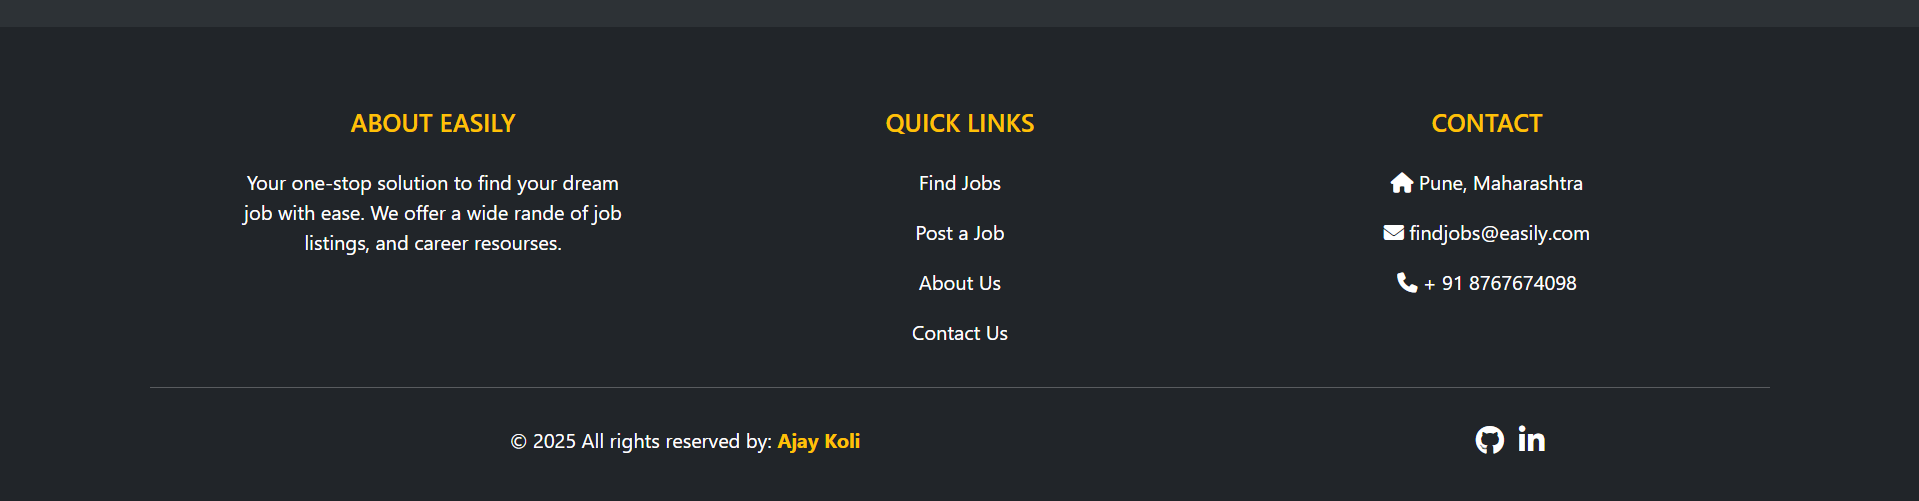 ABOUT EASILY
Your one-stop solution to find your dream
job with ease. We offer a wide rande of job
listings, and career resourses.
QUICK LINKS
Find Jobs
Post a Job
About Us
Contact Us
CONTACT
Pune, Maharashtra
findjobs@easily.com
+ 91 8767674098
© 2025 All rights reserved by: Ajay Koli
in